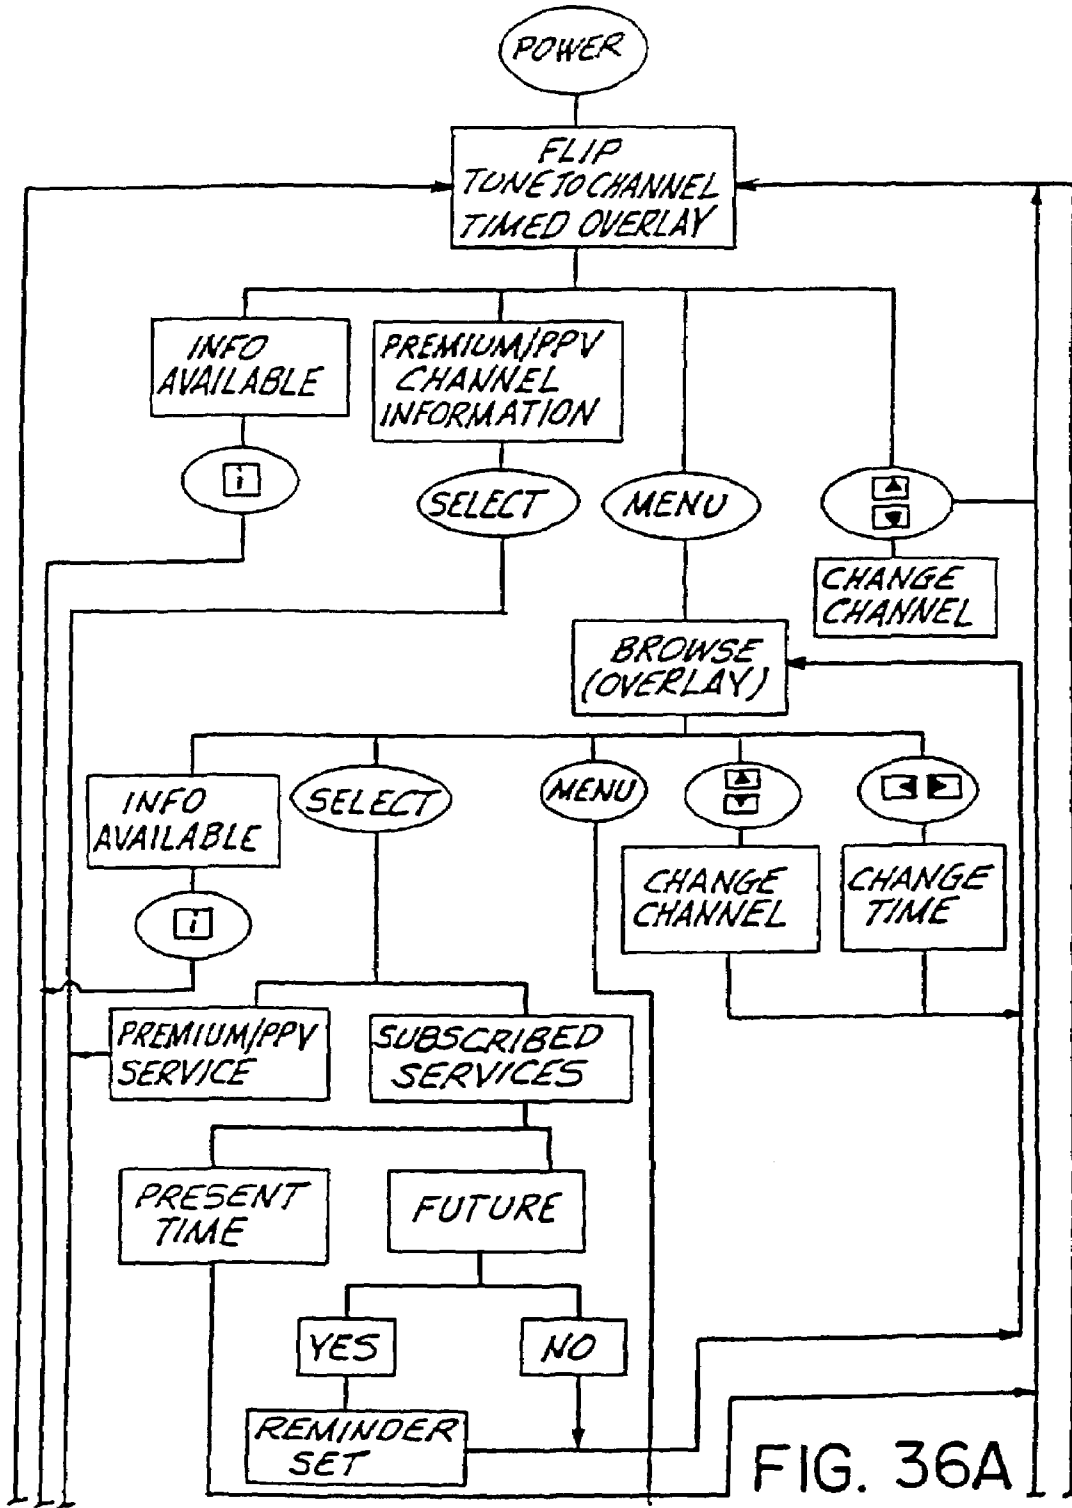 POWER
FLIP
TUNE TO CHANNEL
TIMED OVERLAY
INFO
AVAILABLE
PREMIUM/PPV
CHANNEL
INFORMATION
i
SELECT
MENU
CHANGE
CHANNEL
BROWSE
(OVERLAY)
INFO
AVAILABLE
SELECT
MENU
CHANGE
CHANNEL
CHANGE
TIME
i
PREMIUM/PPV
SERVICE
SUBSCRIBED
SERVICES
PRESENT
TIME
FUTURE
YES
NO
REMINDER
SET
FIG. 36A